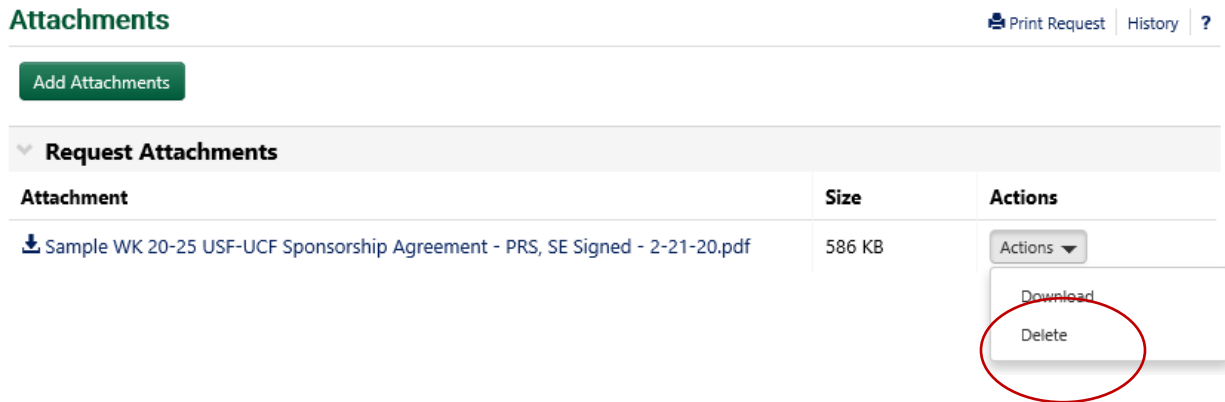 Attachments
Print Request History ?
Add Attachments
Request Attachments
Attachment Size Actions
Sample WK 20-25 USF-UCF Sponsorship Agreement - PRS, SE Signed - 2-21-20.pdf 586 KB Actions
Download
Delete